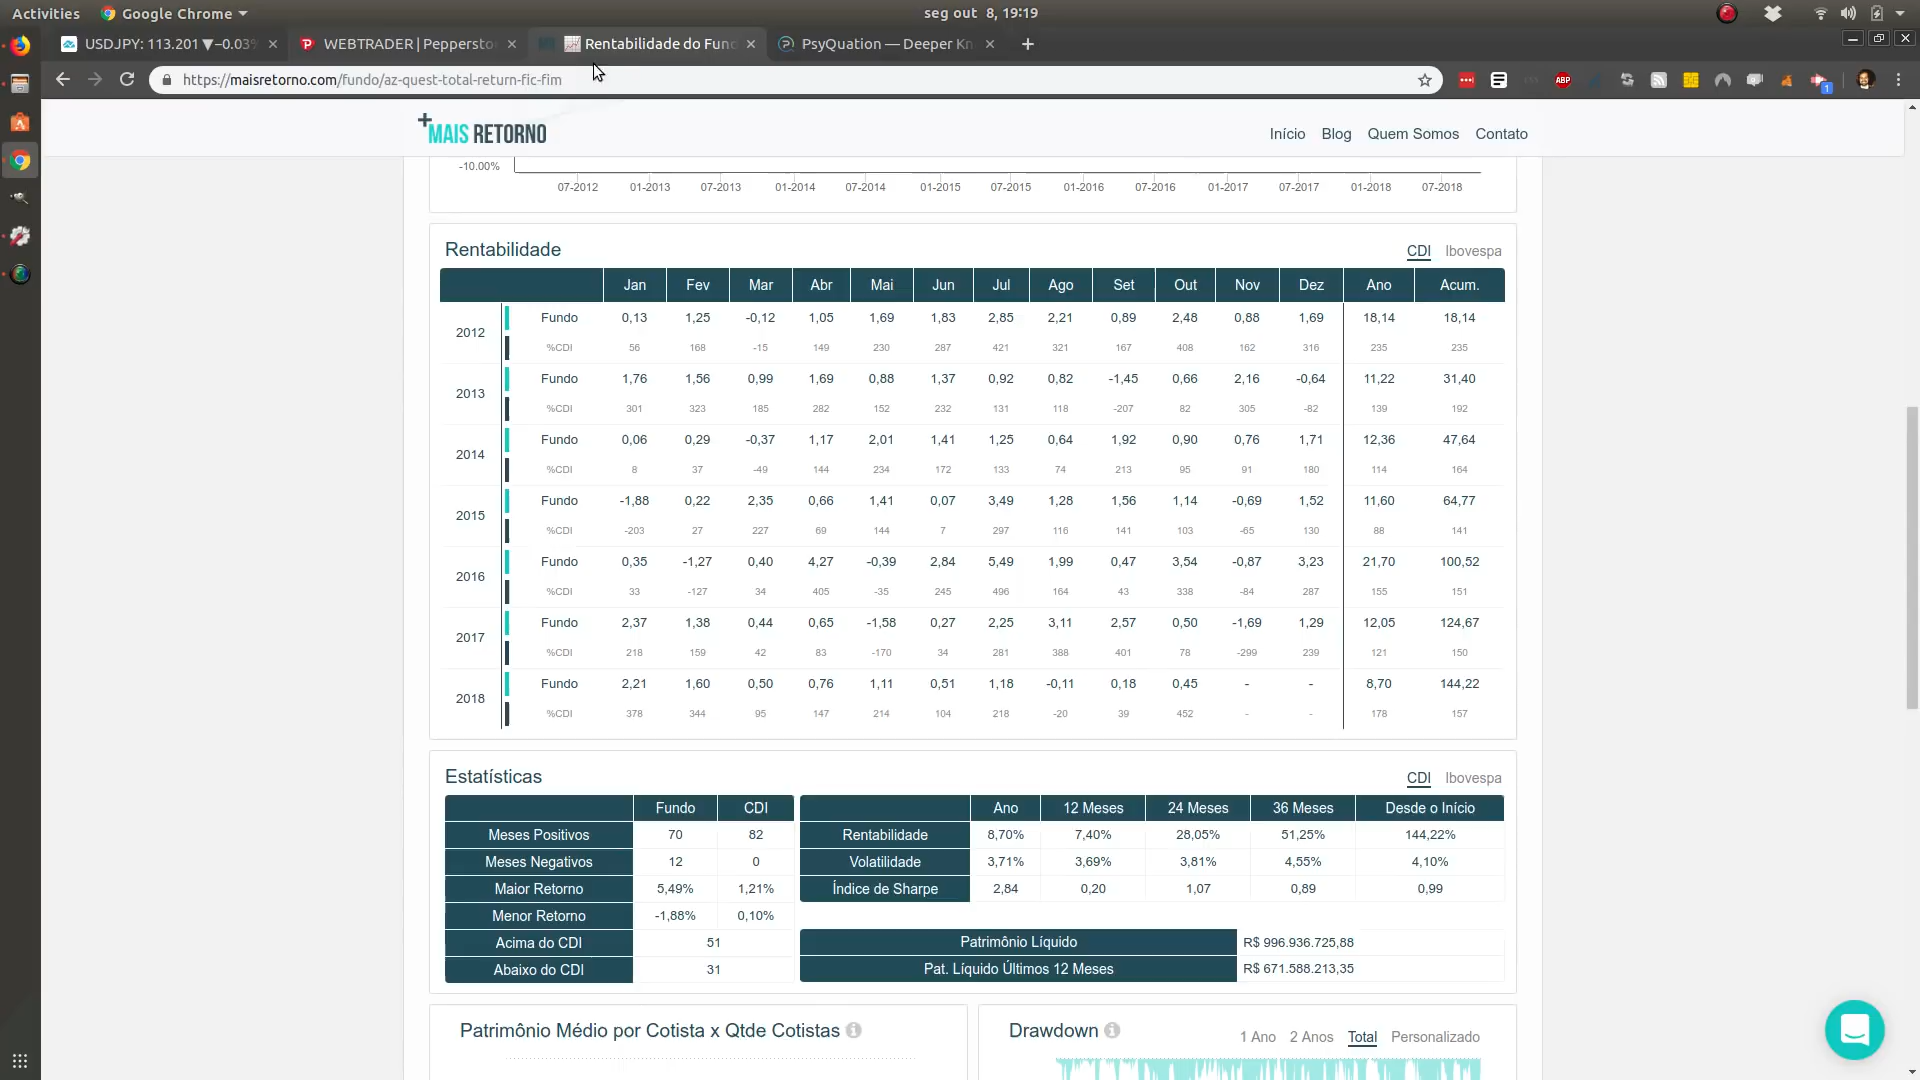 Activities Google Chrome seg out 8, 19:19
USDJPY: 113.201 ▼−0.03% WEBTRADER | Peppersto Rentabilidade do Fun PsyQuation — Deeper Kn
https://maisretorno.com/fundo/az-quest-total-return-fic-fim ABP 1
+MAIS RETORNO Início Blog Quem Somos Contato
-10.00%
07-2012 01-2013 07-2013 01-2014 07-2014 01-2015 07-2015 01-2016 07-2016 01-2017 07-2017 01-2018 07-2018
Rentabilidade CDI Ibovespa
Jan Fev Mar Abr Mai Jun Jul Ago Set Out Nov Dez Ano Acum.
2012 Fundo 0,13 1,25 -0,12 1,05 1,69 1,83 2,85 2,21 0,89 2,48 0,88 1,69 18,14 18,14
%CDI 56 168 -15 149 230 287 421 321 167 408 162 316 235 235
2013 Fundo 1,76 1,56 0,99 1,69 0,88 1,37 0,92 0,82 -1,45 0,66 2,16 -0,64 11,22 31,40
%CDI 301 323 185 282 152 232 131 118 -207 82 305 -82 139 192
2014 Fundo 0,06 0,29 -0,37 1,17 2,01 1,41 1,25 0,64 1,92 0,90 0,76 1,71 12,36 47,64
%CDI 8 37 -49 144 234 172 133 74 213 95 91 180 114 164
2015 Fundo -1,88 0,22 2,35 0,66 1,41 0,07 3,49 1,28 1,56 1,14 -0,69 1,52 11,60 64,77
%CDI -203 27 227 69 144 7 297 116 141 103 -65 130 88 141
2016 Fundo 0,35 -1,27 0,40 4,27 -0,39 2,84 5,49 1,99 0,47 3,54 -0,87 3,23 21,70 100,52
%CDI 33 -127 34 405 -35 245 496 164 43 338 -84 287 155 151
2017 Fundo 2,37 1,38 0,44 0,65 -1,58 0,27 2,25 3,11 2,57 0,50 -1,69 1,29 12,05 124,67
%CDI 218 159 42 83 -170 34 281 388 401 78 -299 239 121 150
2018 Fundo 2,21 1,60 0,50 0,76 1,11 0,51 1,18 -0,11 0,18 0,45 - - 8,70 144,22
%CDI 378 344 95 147 214 104 218 -20 39 452 - - 178 157
Estatísticas CDI Ibovespa
Fundo CDI Ano 12 Meses 24 Meses 36 Meses Desde o Início
Meses Positivos 70 82 Rentabilidade 8,70% 7,40% 28,05% 51,25% 144,22%
Meses Negativos 12 0 Volatilidade 3,71% 3,69% 3,81% 4,55% 4,10%
Maior Retorno 5,49% 1,21% Índice de Sharpe 2,84 0,20 1,07 0,89 0,99
Menor Retorno -1,88% 0,10%
Acima do CDI 51 Patrimônio Líquido R$ 996.936.725,88
Abaixo do CDI 31 Pat. Líquido Últimos 12 Meses R$ 671.588.213,35
Patrimônio Médio por Cotista x Qtde Cotistas Drawdown 1 Ano 2 Anos Total Personalizado